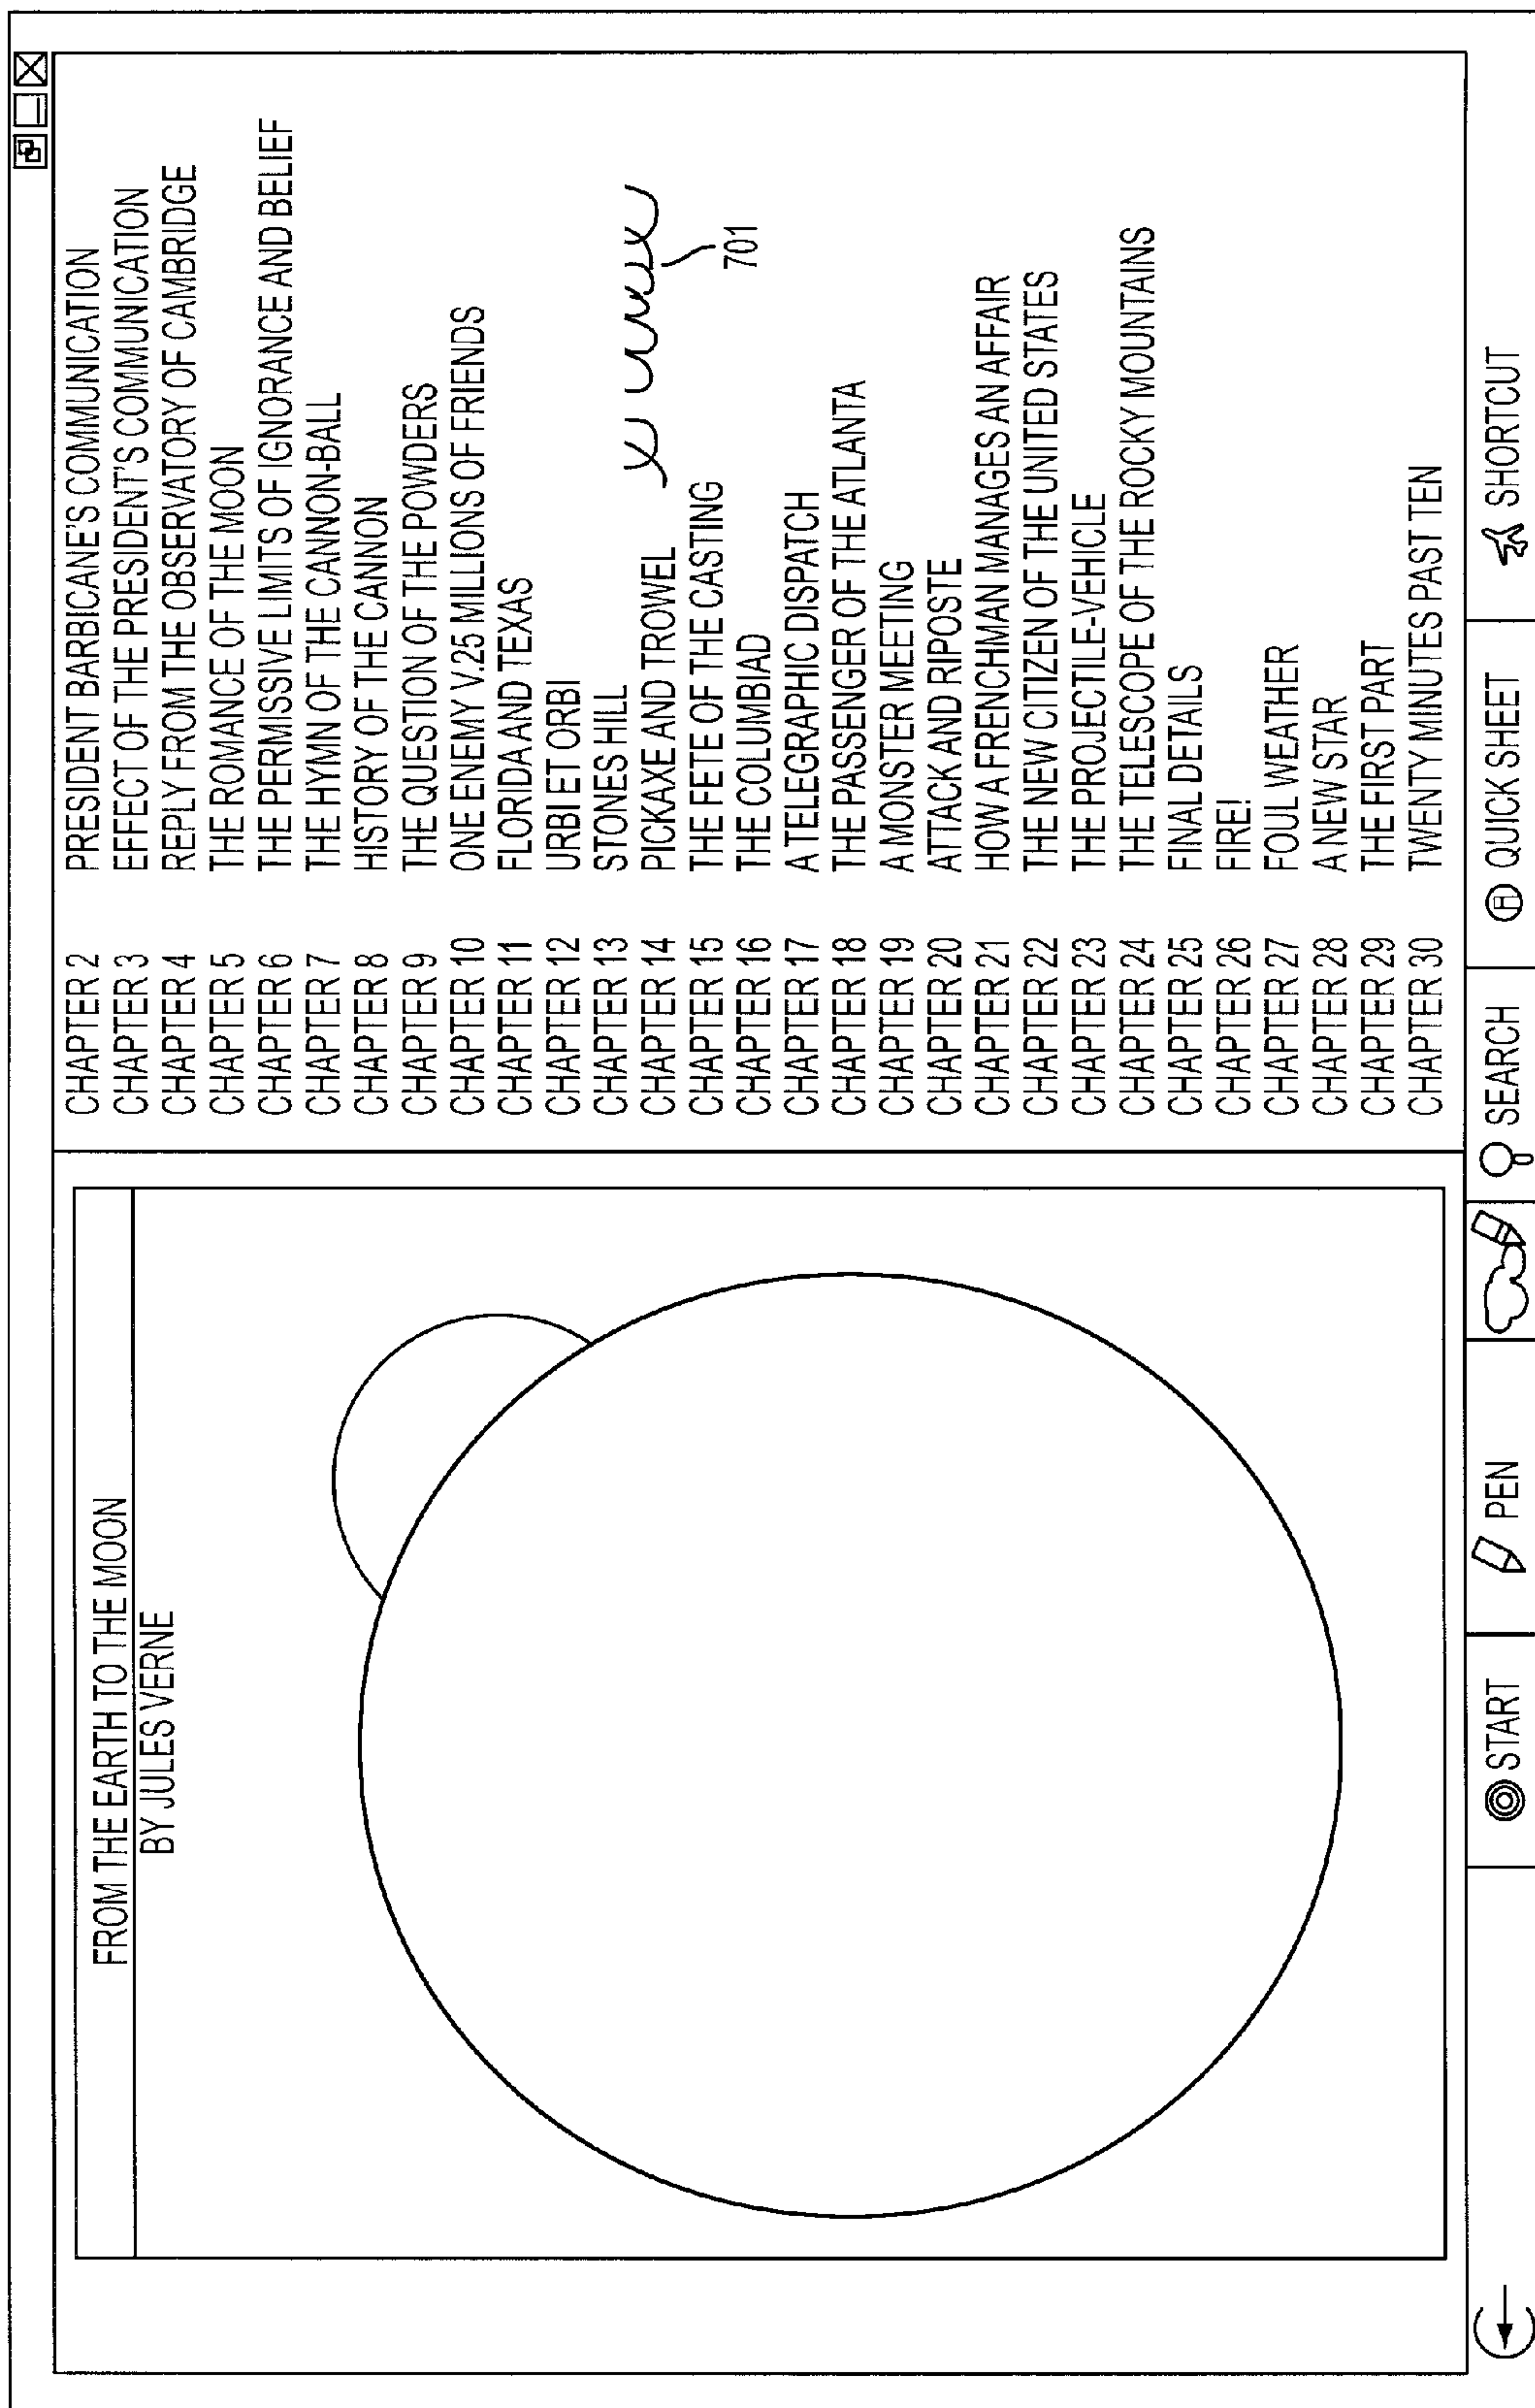 FROM THE EARTH TO THE MOON
BY JULES VERNE
CHAPTER 2 PRESIDENT BARBICANE'S COMMUNICATION
CHAPTER 3 EFFECT OF THE PRESIDENT'S COMMUNICATION
CHAPTER 4 REPLY FROM THE OBSERVATORY OF CAMBRIDGE
CHAPTER 5 THE ROMANCE OF THE MOON
CHAPTER 6 THE PERMISSIVE LIMITS OF IGNORANCE AND BELIEF
CHAPTER 7 THE HYMN OF THE CANNON-BALL
CHAPTER 8 HISTORY OF THE CANNON
CHAPTER 9 THE QUESTION OF THE POWDERS
CHAPTER 10 ONE ENEMY V.25 MILLIONS OF FRIENDS
CHAPTER 11 FLORIDA AND TEXAS
CHAPTER 12 URBI ET ORBI
CHAPTER 13 STONES HILL
CHAPTER 14 PICKAXE AND TROWEL
CHAPTER 15 THE FETE OF THE CASTING
CHAPTER 16 THE COLUMBIAD
CHAPTER 17 A TELEGRAPHIC DISPATCH
CHAPTER 18 THE PASSENGER OF THE ATLANTA
CHAPTER 19 A MONSTER MEETING
CHAPTER 20 ATTACK AND RIPOSTE
CHAPTER 21 HOW A FRENCHMAN MANAGES AN AFFAIR
CHAPTER 22 THE NEW CITIZEN OF THE UNITED STATES
CHAPTER 23 THE PROJECTILE-VEHICLE
CHAPTER 24 THE TELESCOPE OF THE ROCKY MOUNTAINS
CHAPTER 25 FINAL DETAILS
CHAPTER 26 FIRE!
CHAPTER 27 FOUL WEATHER
CHAPTER 28 A NEW STAR
CHAPTER 29 THE FIRST PART
CHAPTER 30 TWENTY MINUTES PAST TEN
701
START PEN SEARCH QUICK SHEET SHORTCUT